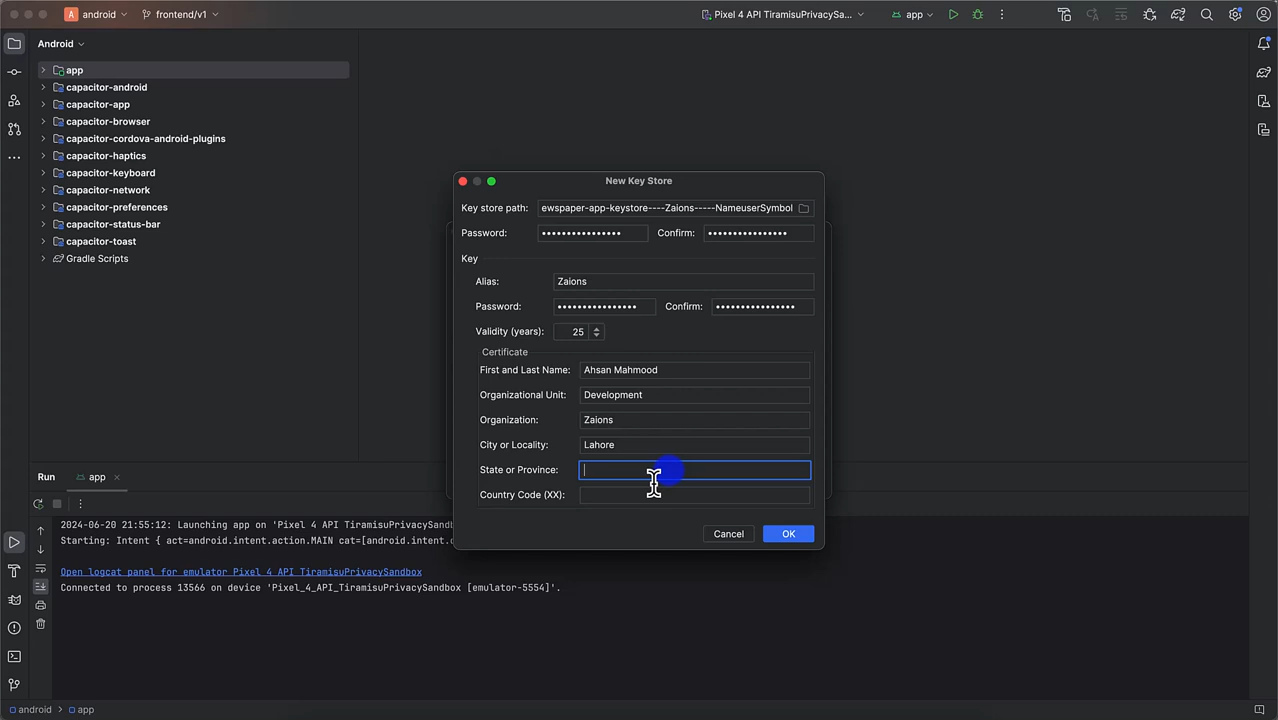 android
frontend/v1
Pixel 4 API TiramisuPrivacySa...
app
Android
app
capacitor-android
capacitor-app
capacitor-browser
capacitor-cordova-android-plugins
capacitor-haptics
capacitor-keyboard
capacitor-network
capacitor-preferences
capacitor-status-bar
capacitor-toast
Gradle Scripts
New Key Store
Key store path: ewspaper-app-keystore----Zaions-----NameuserSymbol
Password: •••••••••••••••• Confirm: ••••••••••••••••
Key
Alias: Zaions
Password: •••••••••••••••• Confirm: ••••••••••••••••
Validity (years): 25
Certificate
First and Last Name: Ahsan Mahmood
Organizational Unit: Development
Organization: Zaions
City or Locality: Lahore
State or Province:
Country Code (XX):
Cancel OK
Run app
2024-06-20 21:55:12: Launching app on 'Pixel 4 API TiramisuPrivacySandb
Starting: Intent { act=android.intent.action.MAIN cat=[android.intent.c
Open logcat panel for emulator Pixel 4 API TiramisuPrivacySandbox
Connected to process 13566 on device 'Pixel_4_API_TiramisuPrivacySandbox [emulator-5554]'.
android app